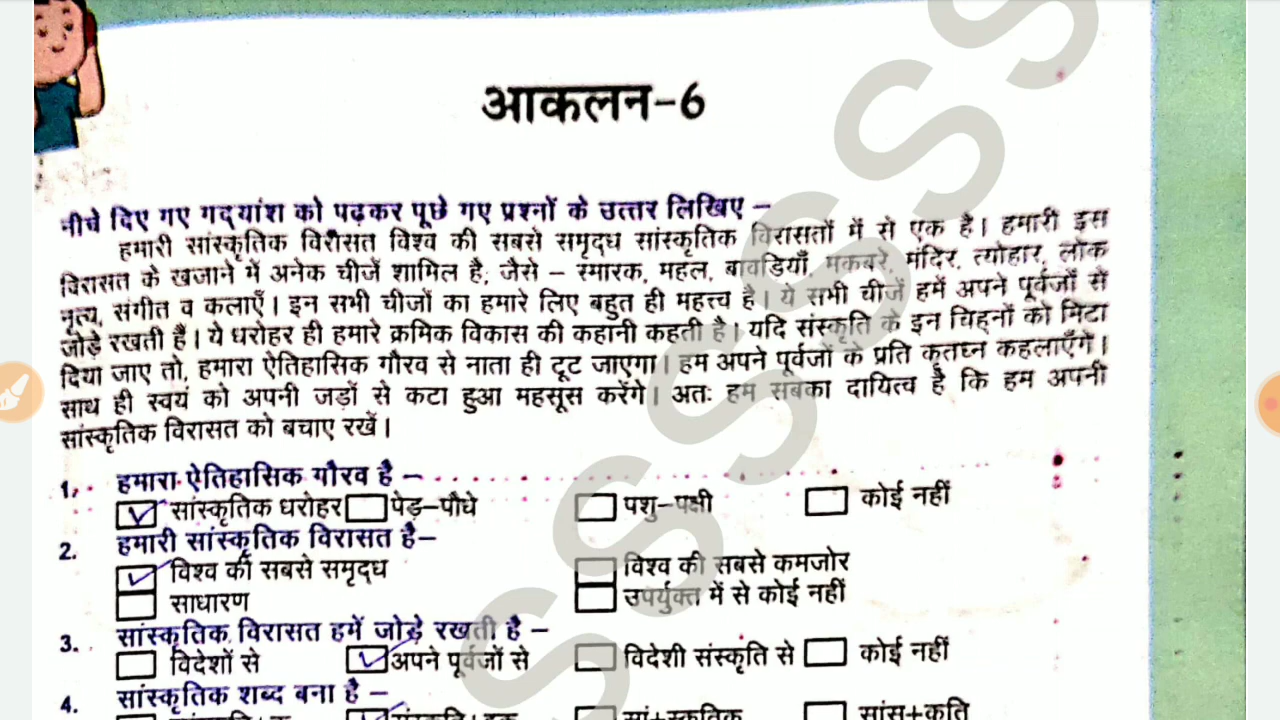 आकलन-6
नीचे दिए गए गद्यांश को पढ़कर पूछे गए प्रश्नों के उत्तर लिखिए –
हमारी सांस्कृतिक विरासत विश्व की सबसे समृद्ध सांस्कृतिक विरासतों में से एक है। हमारी इस
विरासत के खजाने में अनेक चीजें शामिल है; जैसे – स्मारक, महल, बावडियाँ, मकबरे, मंदिर, त्योहार, लोक
नृत्य, संगीत व कलाएँ। इन सभी चीजों का हमारे लिए बहुत ही महत्त्व है। ये सभी चीजें हमें अपने पूर्वजों से
जोड़े रखती हैं। ये धरोहर ही हमारे क्रमिक विकास की कहानी कहती है। यदि संस्कृति के इन चिह्नों को मिटा
दिया जाए तो, हमारा ऐतिहासिक गौरव से नाता ही टूट जाएगा। हम अपने पूर्वजों के प्रति कृतघ्न कहलाएँगे।
साथ ही स्वयं को अपनी जड़ों से कटा हुआ महसूस करेंगे। अतः हम सबका दायित्व है कि हम अपनी
सांस्कृतिक विरासत को बचाए रखें।
1. हमारा ऐतिहासिक गौरव है –
सांस्कृतिक धरोहर पेड़–पौधे पशु–पक्षी कोई नहीं
2. हमारी सांस्कृतिक विरासत है–
विश्व की सबसे समृद्ध विश्व की सबसे कमजोर
साधारण उपर्युक्त में से कोई नहीं
3. सांस्कृतिक विरासत हमें जोड़े रखती है –
विदेशों से अपने पूर्वजों से विदेशी संस्कृति से कोई नहीं
4. सांस्कृतिक शब्द बना है –
सां+स्कृतिक सांस+कृति